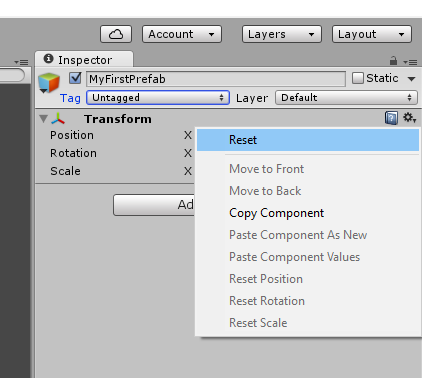 Account Layers Layout
Inspector
MyFirstPrefab Static
Tag Untagged Layer Default
Transform
Position X
Rotation X
Scale X
Ad
Reset
Move to Front
Move to Back
Copy Component
Paste Component As New
Paste Component Values
Reset Position
Reset Rotation
Reset Scale